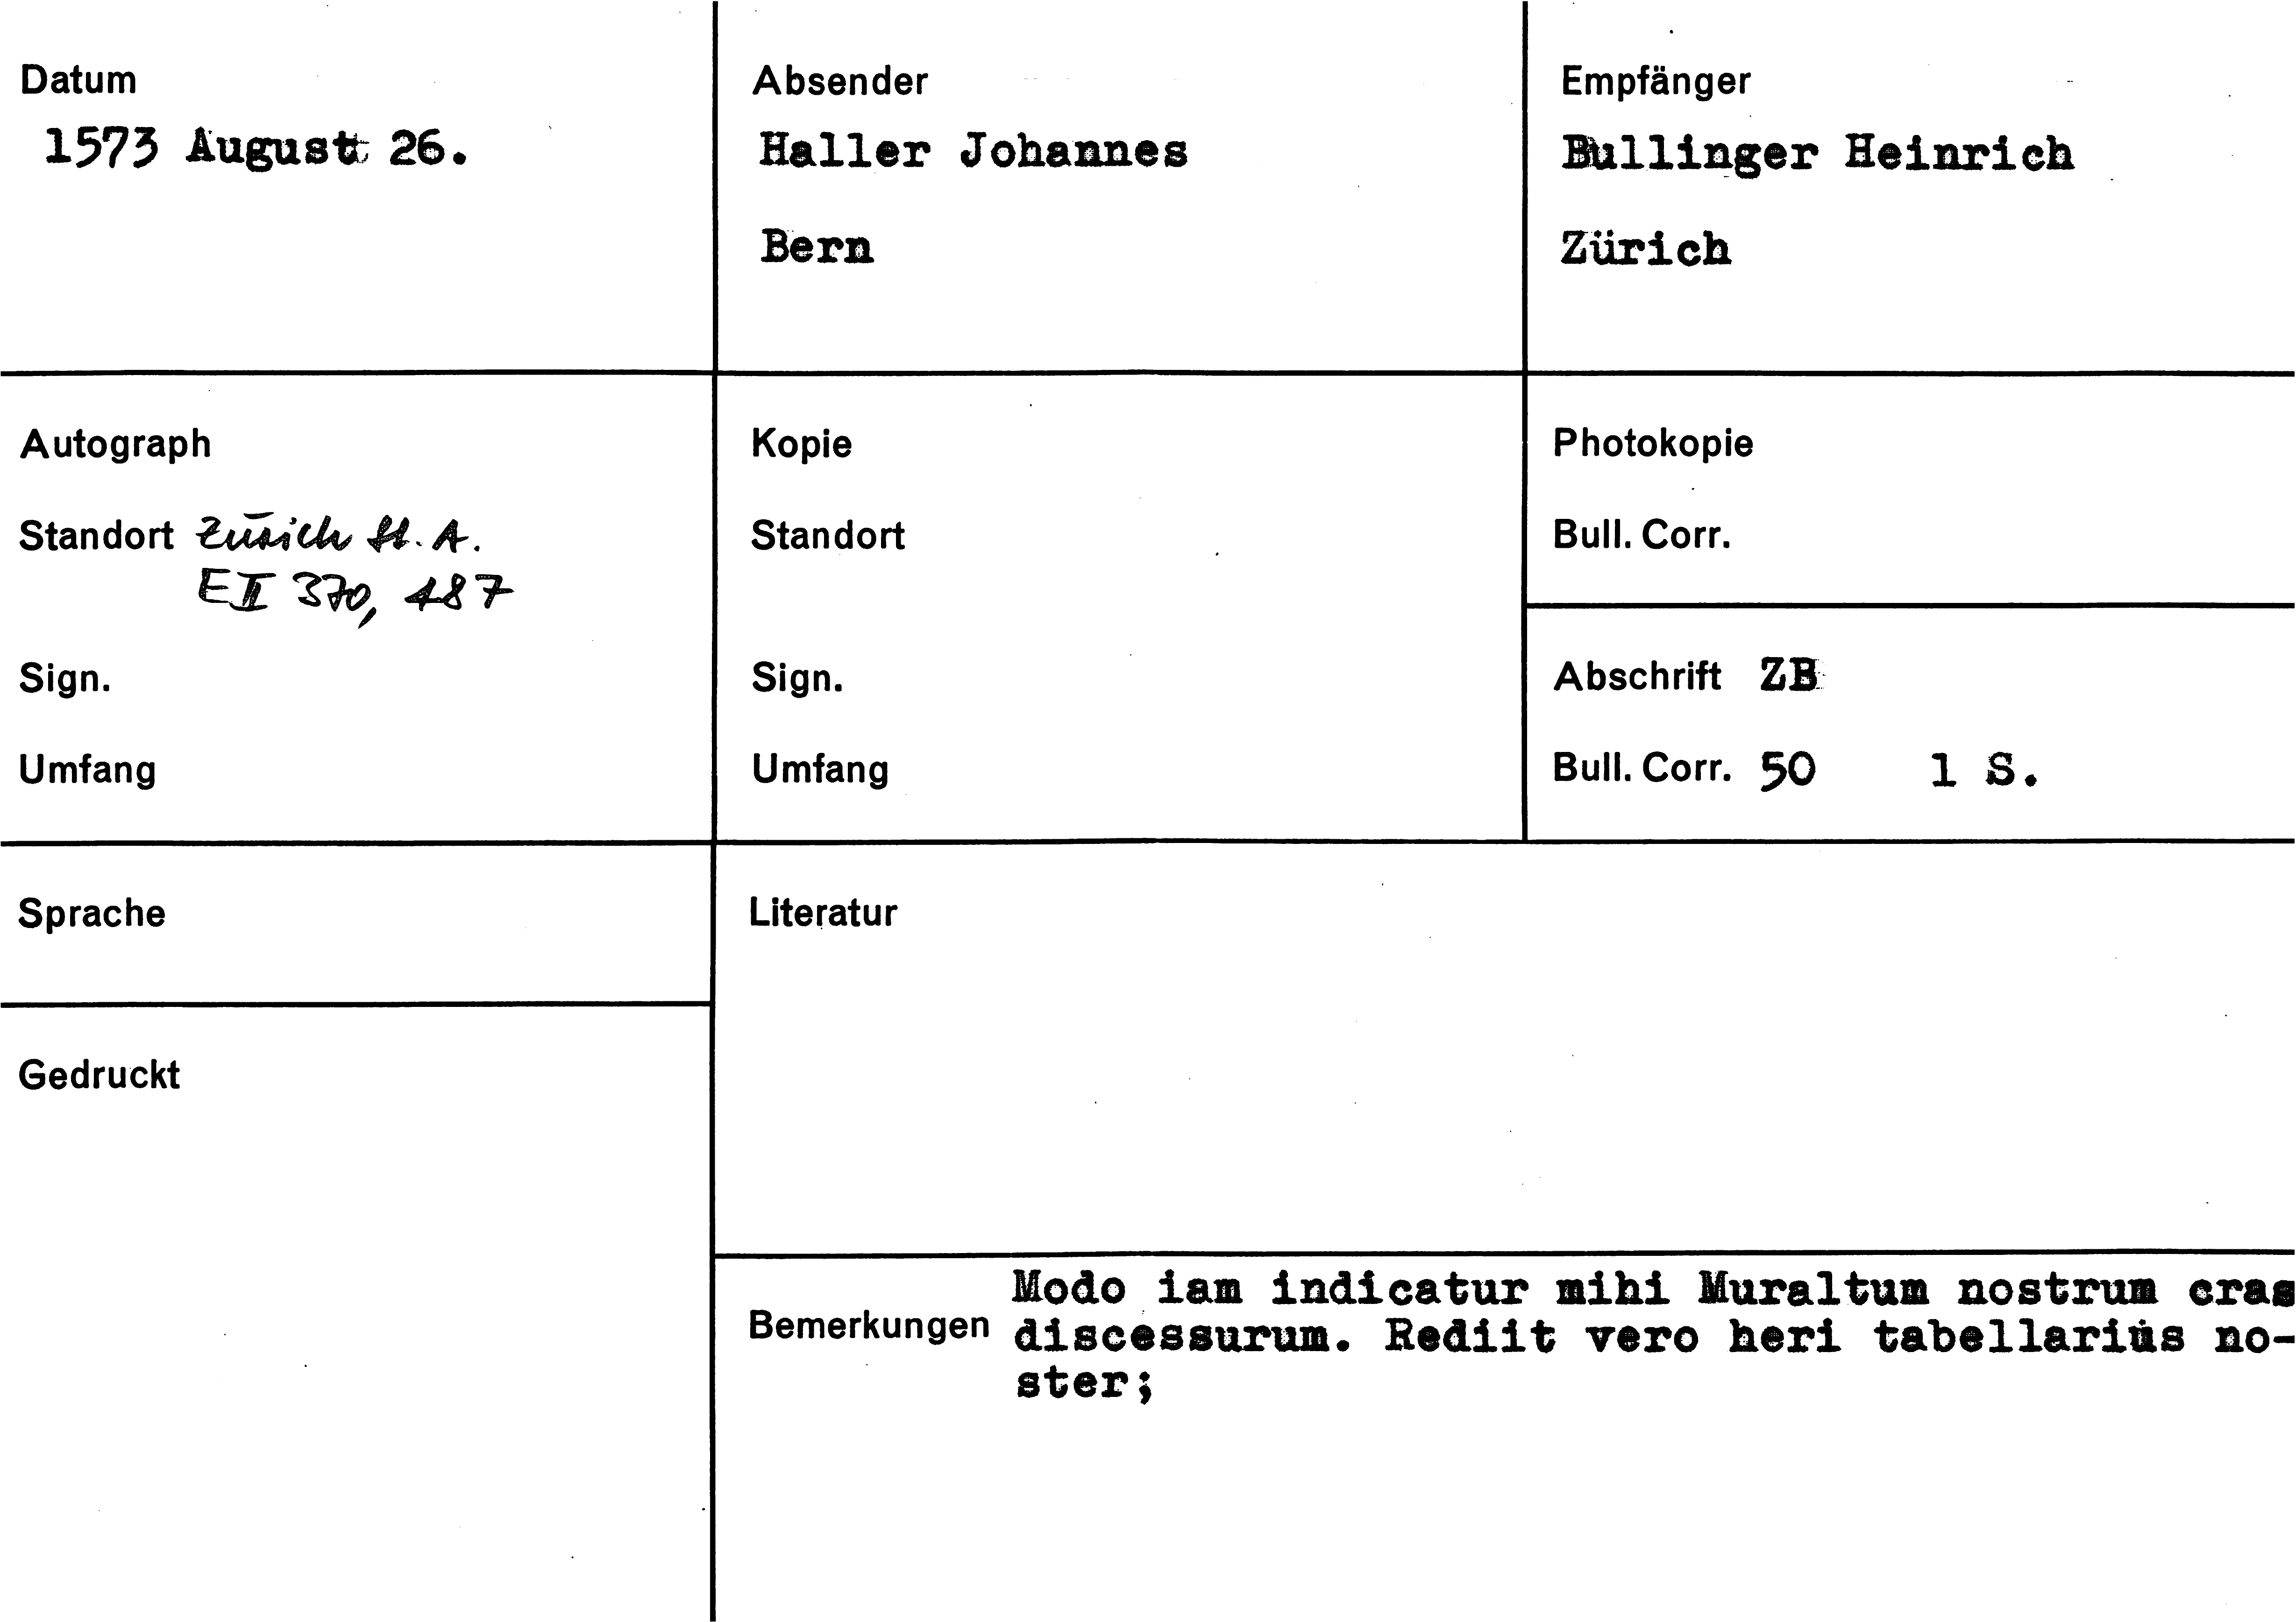 Datum
1573 August 26.
Absender
Haller Johannes
Bern
Empfänger
Bullinger Heinrich
Zürich
Autograph
Standort Zürich St. A.
E II 370, 487
Sign.
Umfang
Kopie
Standort
Sign.
Umfang
Photokopie
Bull. Corr.
Abschrift ZB
Bull. Corr. 50 1 S.
Sprache
Gedruckt
Literatur
Bemerkungen
Modo iam indicatur mihi Muraltum nostrum cras
discessurum. Rediit vero heri tabellarius no-
ster;